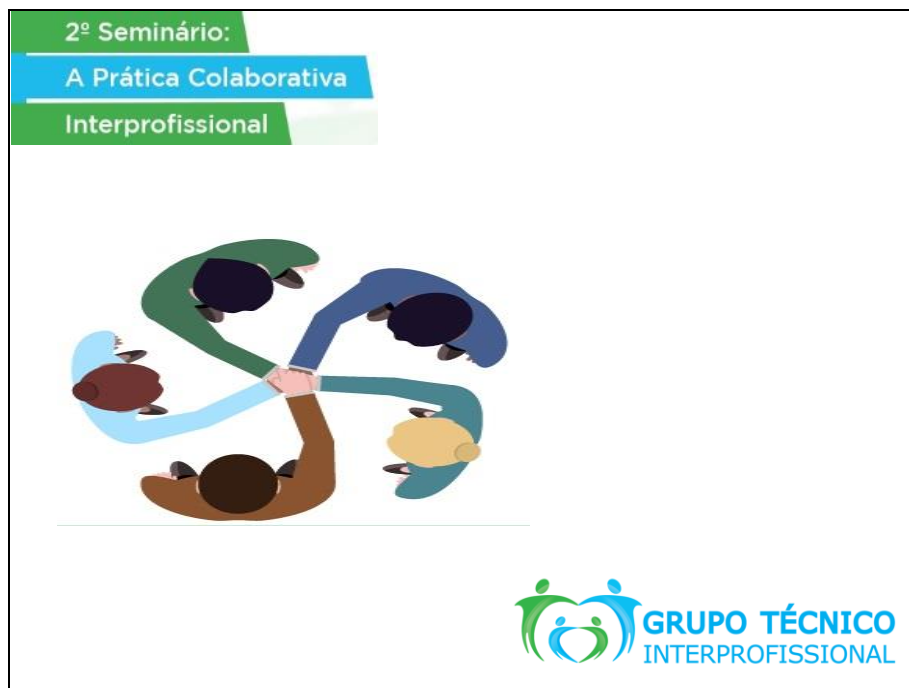 2º Seminário:
A Prática Colaborativa
Interprofissional
GRUPO TÉCNICO
INTERPROFISSIONAL